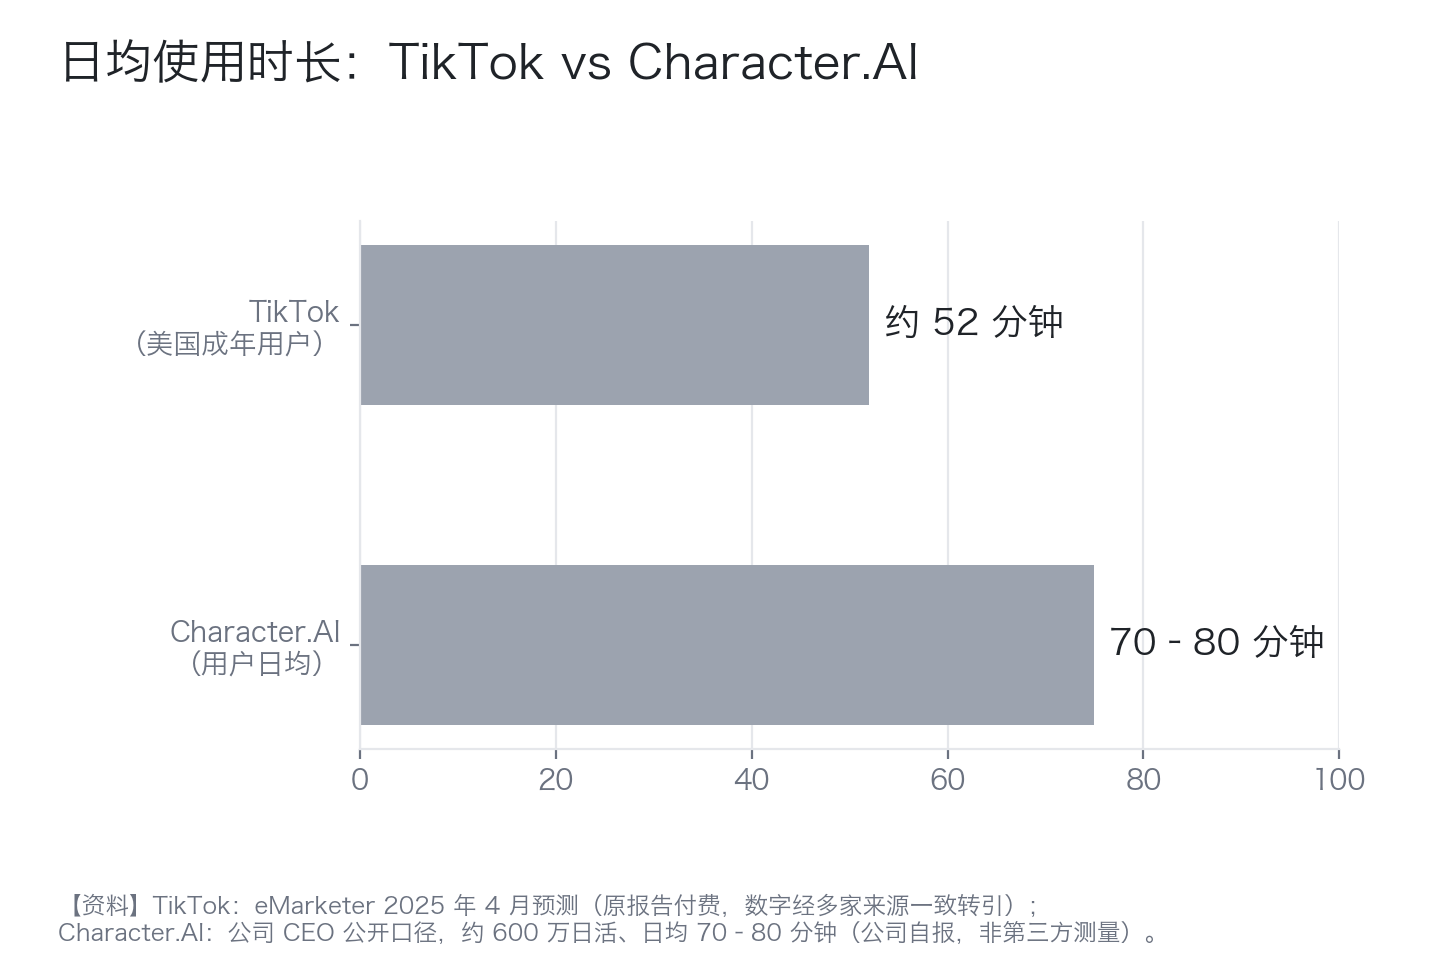 日均使用时长：TikTok vs Character.AI
TikTok
（美国成年用户）
约 52 分钟
Character.AI
（用户日均）
70 - 80 分钟
0 20 40 60 80 100
【资料】TikTok：eMarketer 2025 年 4 月预测（原报告付费，数字经多家来源一致转引）；
Character.AI：公司 CEO 公开口径，约 600 万日活、日均 70 - 80 分钟（公司自报，非第三方测量）。